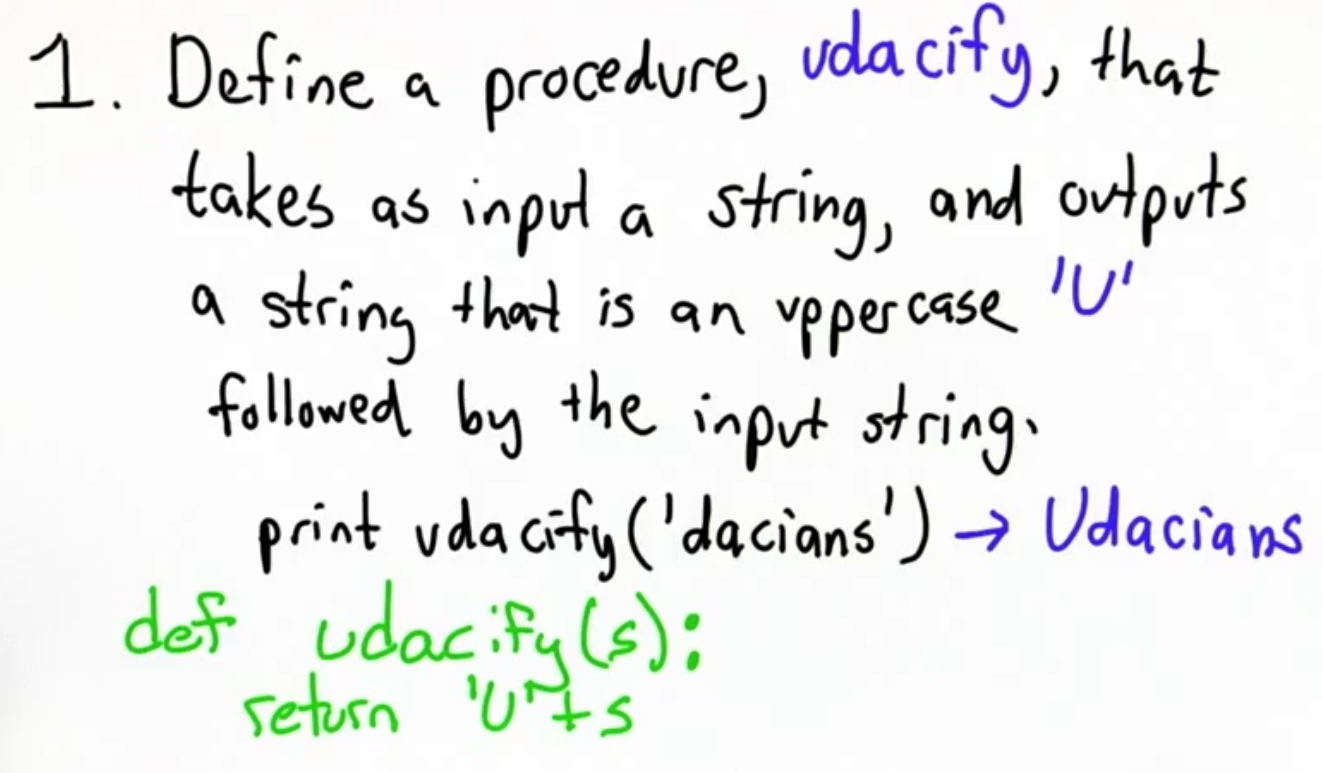 1. Define a procedure, udacify, that
takes as input a string, and outputs
a string that is an uppercase 'U'
followed by the input string.
print udacify('dacians') → Udacians
def udacify(s):
return 'U'+s